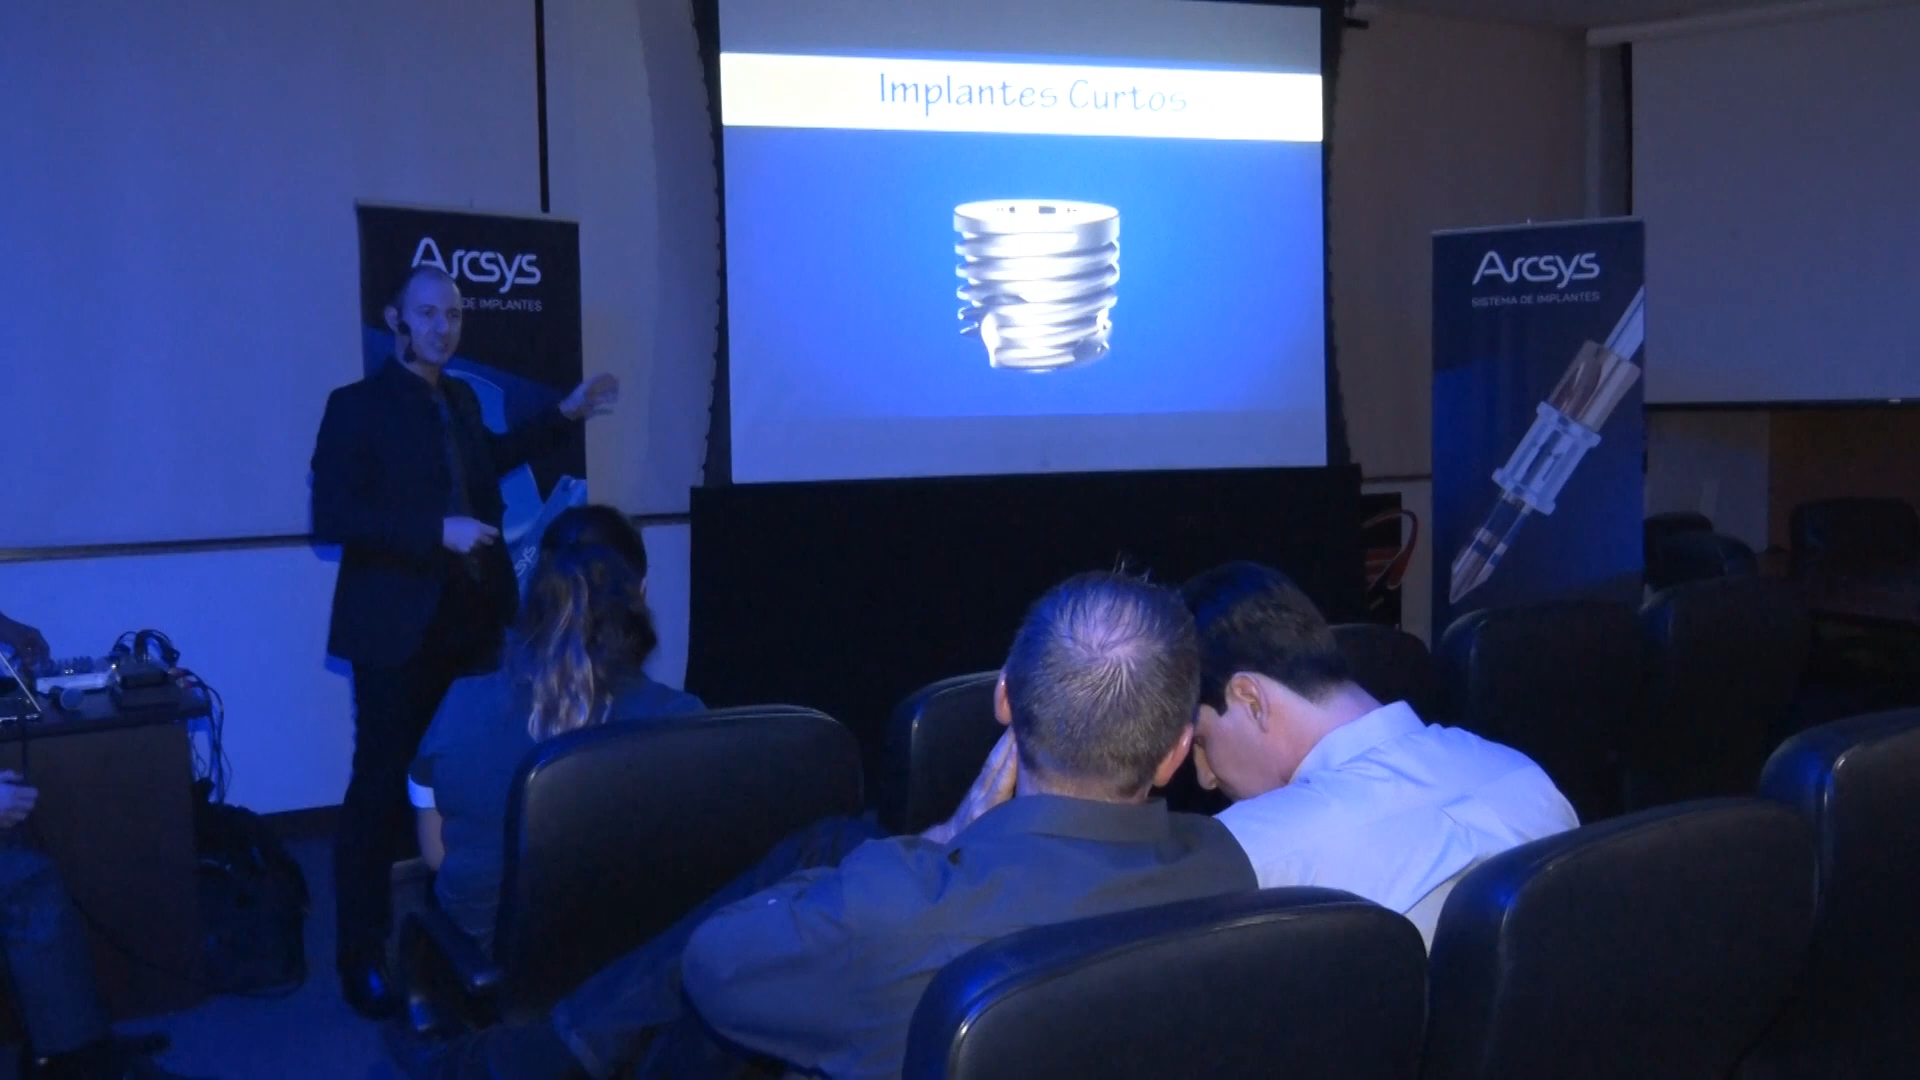 Implantes Curtos
Arcsys
DE IMPLANTES
Arcsys
SISTEMA DE IMPLANTES